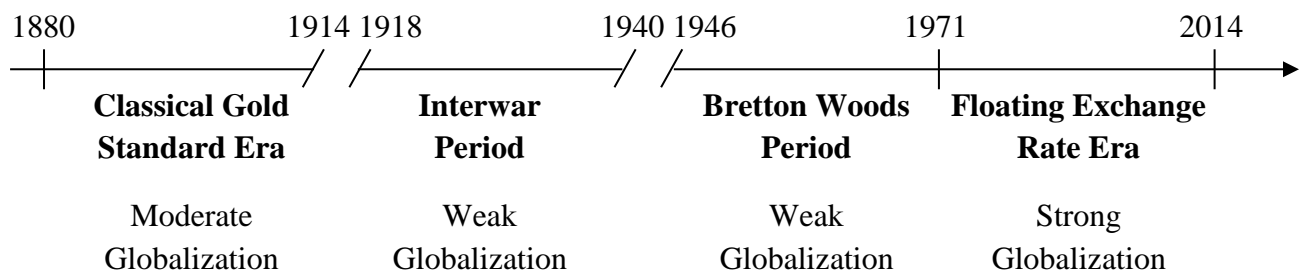 1880 1914 1918 1940 1946 1971 2014
Classical Gold Interwar Bretton Woods Floating Exchange
Standard Era Period Period Rate Era
Moderate Weak Weak Strong
Globalization Globalization Globalization Globalization